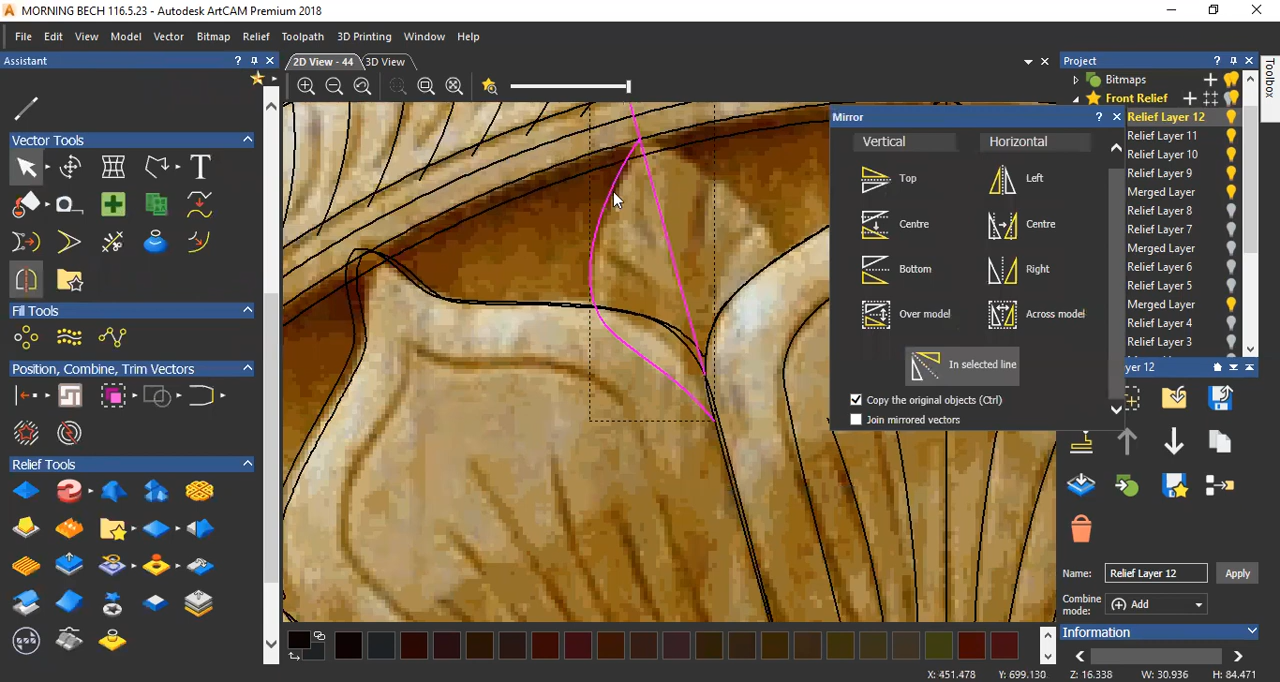 MORNING BECH 116.5.23 - Autodesk ArtCAM Premium 2018
File Edit View Model Vector Bitmap Relief Toolpath 3D Printing Window Help
Assistant ?
2D View - 44 3D View
Project ?
Toolbox
Bitmaps
Front Relief
Mirror ?
Relief Layer 12
Vector Tools
Vertical Horizontal
Relief Layer 11
T
Relief Layer 10
Top Left
Relief Layer 9
Merged Layer
Relief Layer 8
Centre Centre
Relief Layer 7
Merged Layer
Bottom Right
Relief Layer 6
Relief Layer 5
Merged Layer
Fill Tools
Over model Across model
Relief Layer 4
Relief Layer 3
Position, Combine, Trim Vectors
In selected line
yer 12
Copy the original objects (Ctrl)
Join mirrored vectors
Relief Tools
Name: Relief Layer 12 Apply
Combine mode: Add
Information
X: 451.478 Y: 699.130 Z: 16.338 W: 30.936 H: 84.471